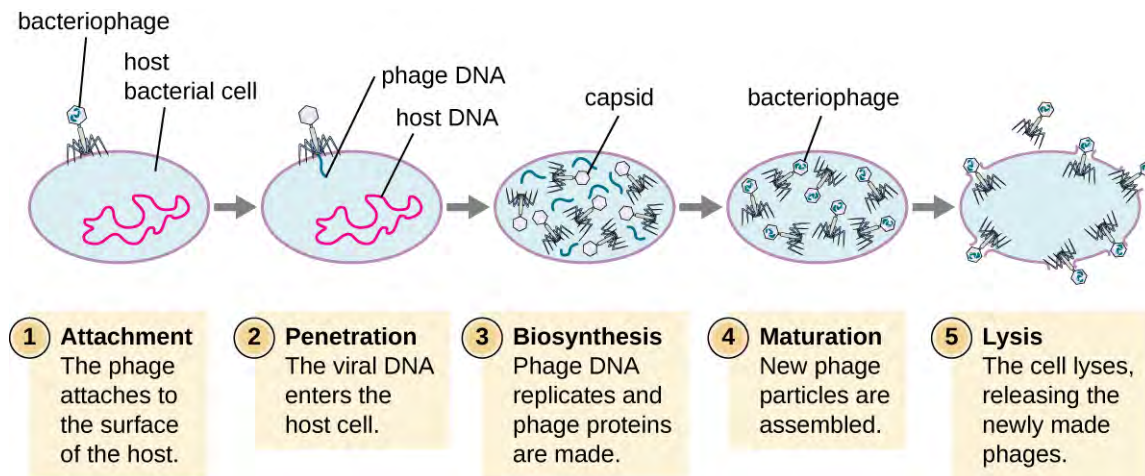 bacteriophage
host
bacterial cell
phage DNA
host DNA
capsid
bacteriophage
1 Attachment
The phage
attaches to
the surface
of the host.
2 Penetration
The viral DNA
enters the
host cell.
3 Biosynthesis
Phage DNA
replicates and
phage proteins
are made.
4 Maturation
New phage
particles are
assembled.
5 Lysis
The cell lyses,
releasing the
newly made
phages.